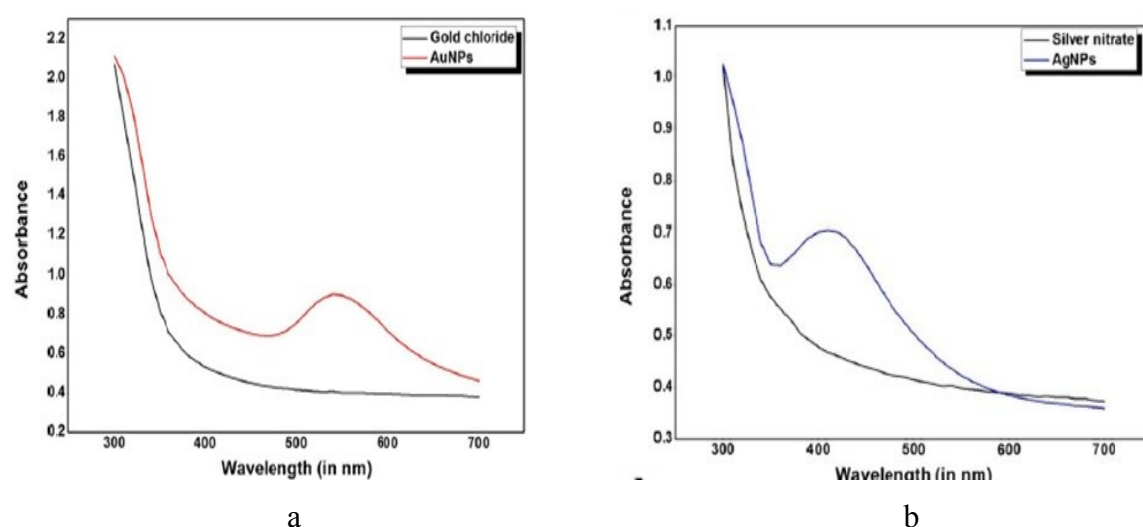 Gold chloride
AuNPs
2.2
2.0
1.8
1.6
1.4
1.2
1.0
0.8
0.6
0.4
0.2
Absorbance
300 400 500 600 700
Wavelength (in nm)
a
Silver nitrate
AgNPs
1.1
1.0
0.9
0.8
0.7
0.6
0.5
0.4
0.3
Absorbance
300 400 500 600 700
Wavelength (in nm)
b